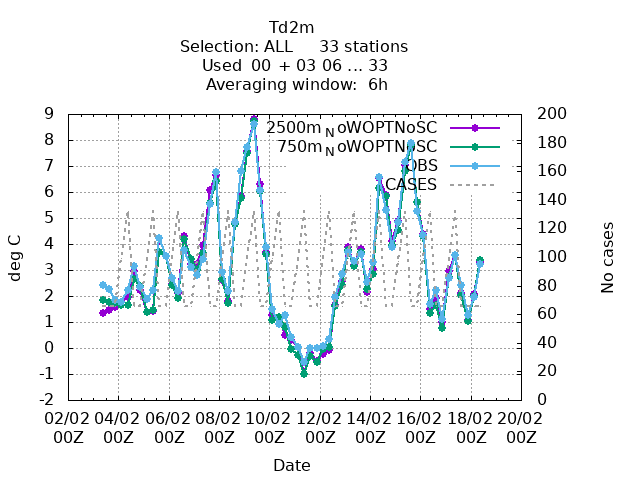 Td2m
Selection: ALL     33 stations
Used  00 + 03 06 ... 33
Averaging window:  6h
9
8
7
6
5
4
3
2
1
0
-1
-2
deg C
200
180
160
140
120
100
80
60
40
20
0
No cases
2500m_NoWOPTNoSC
750m_NoWOPTNoSC
OBS
CASES
02/02 04/02 06/02 08/02 10/02 12/02 14/02 16/02 18/02 20/02
00Z 00Z 00Z 00Z 00Z 00Z 00Z 00Z 00Z 00Z
Date